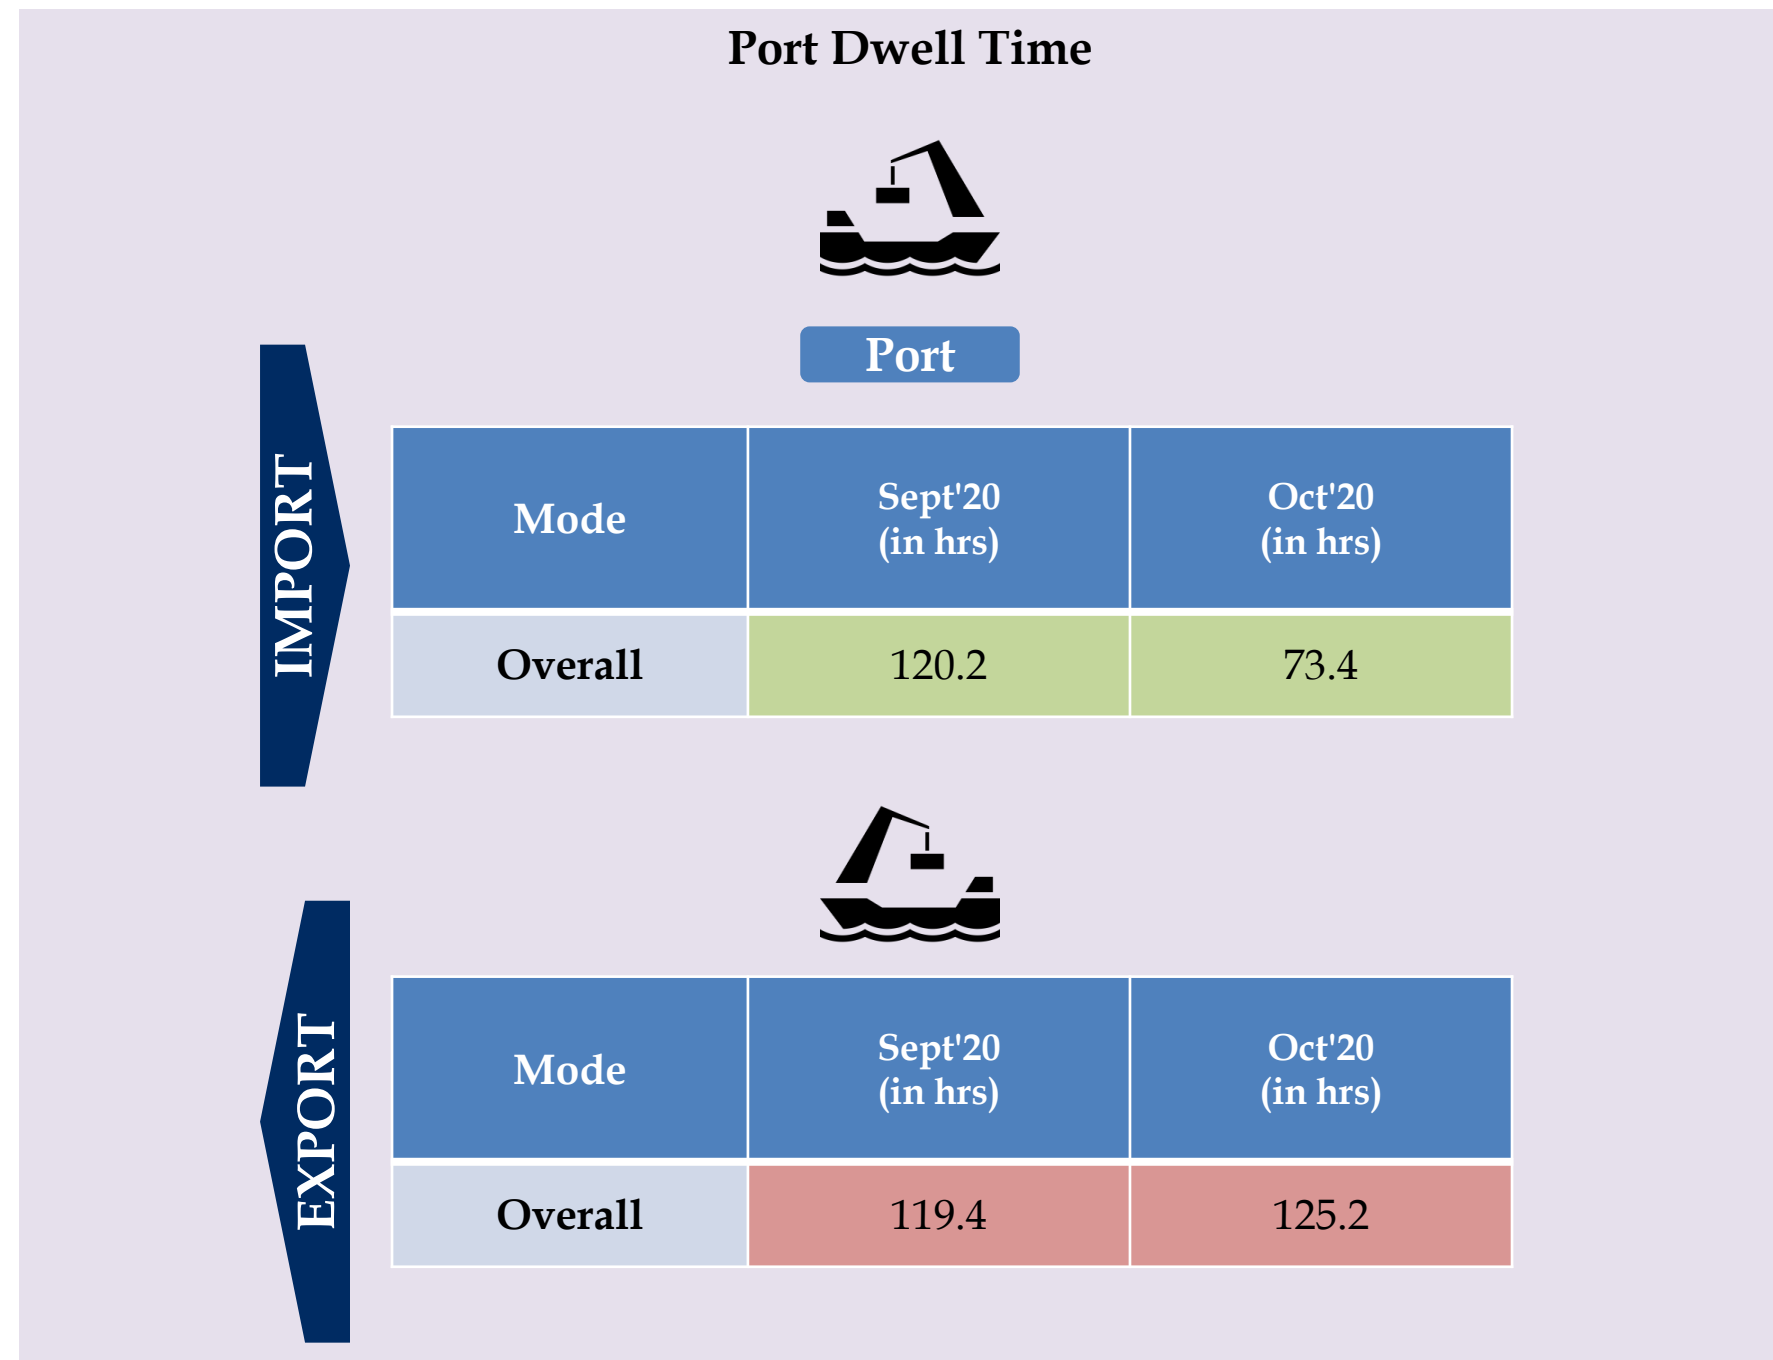 Port Dwell Time
Port
IMPORT
Mode
Sept'20
(in hrs)
Oct'20
(in hrs)
Overall
120.2
73.4
EXPORT
Mode
Sept'20
(in hrs)
Oct'20
(in hrs)
Overall
119.4
125.2